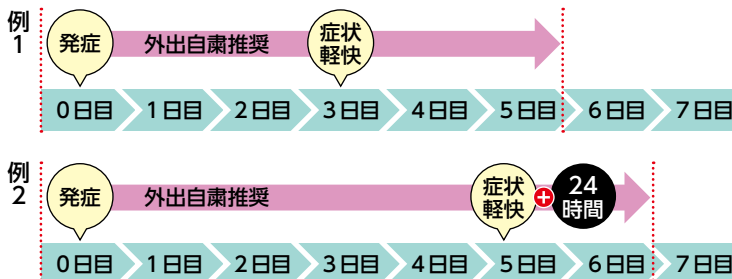 例1
発症
外出自粛推奨
症状
軽快
0日目 1日目 2日目 3日目 4日目 5日目 6日目 7日目
例2
発症
外出自粛推奨
症状
軽快
+
24
時間
0日目 1日目 2日目 3日目 4日目 5日目 6日目 7日目